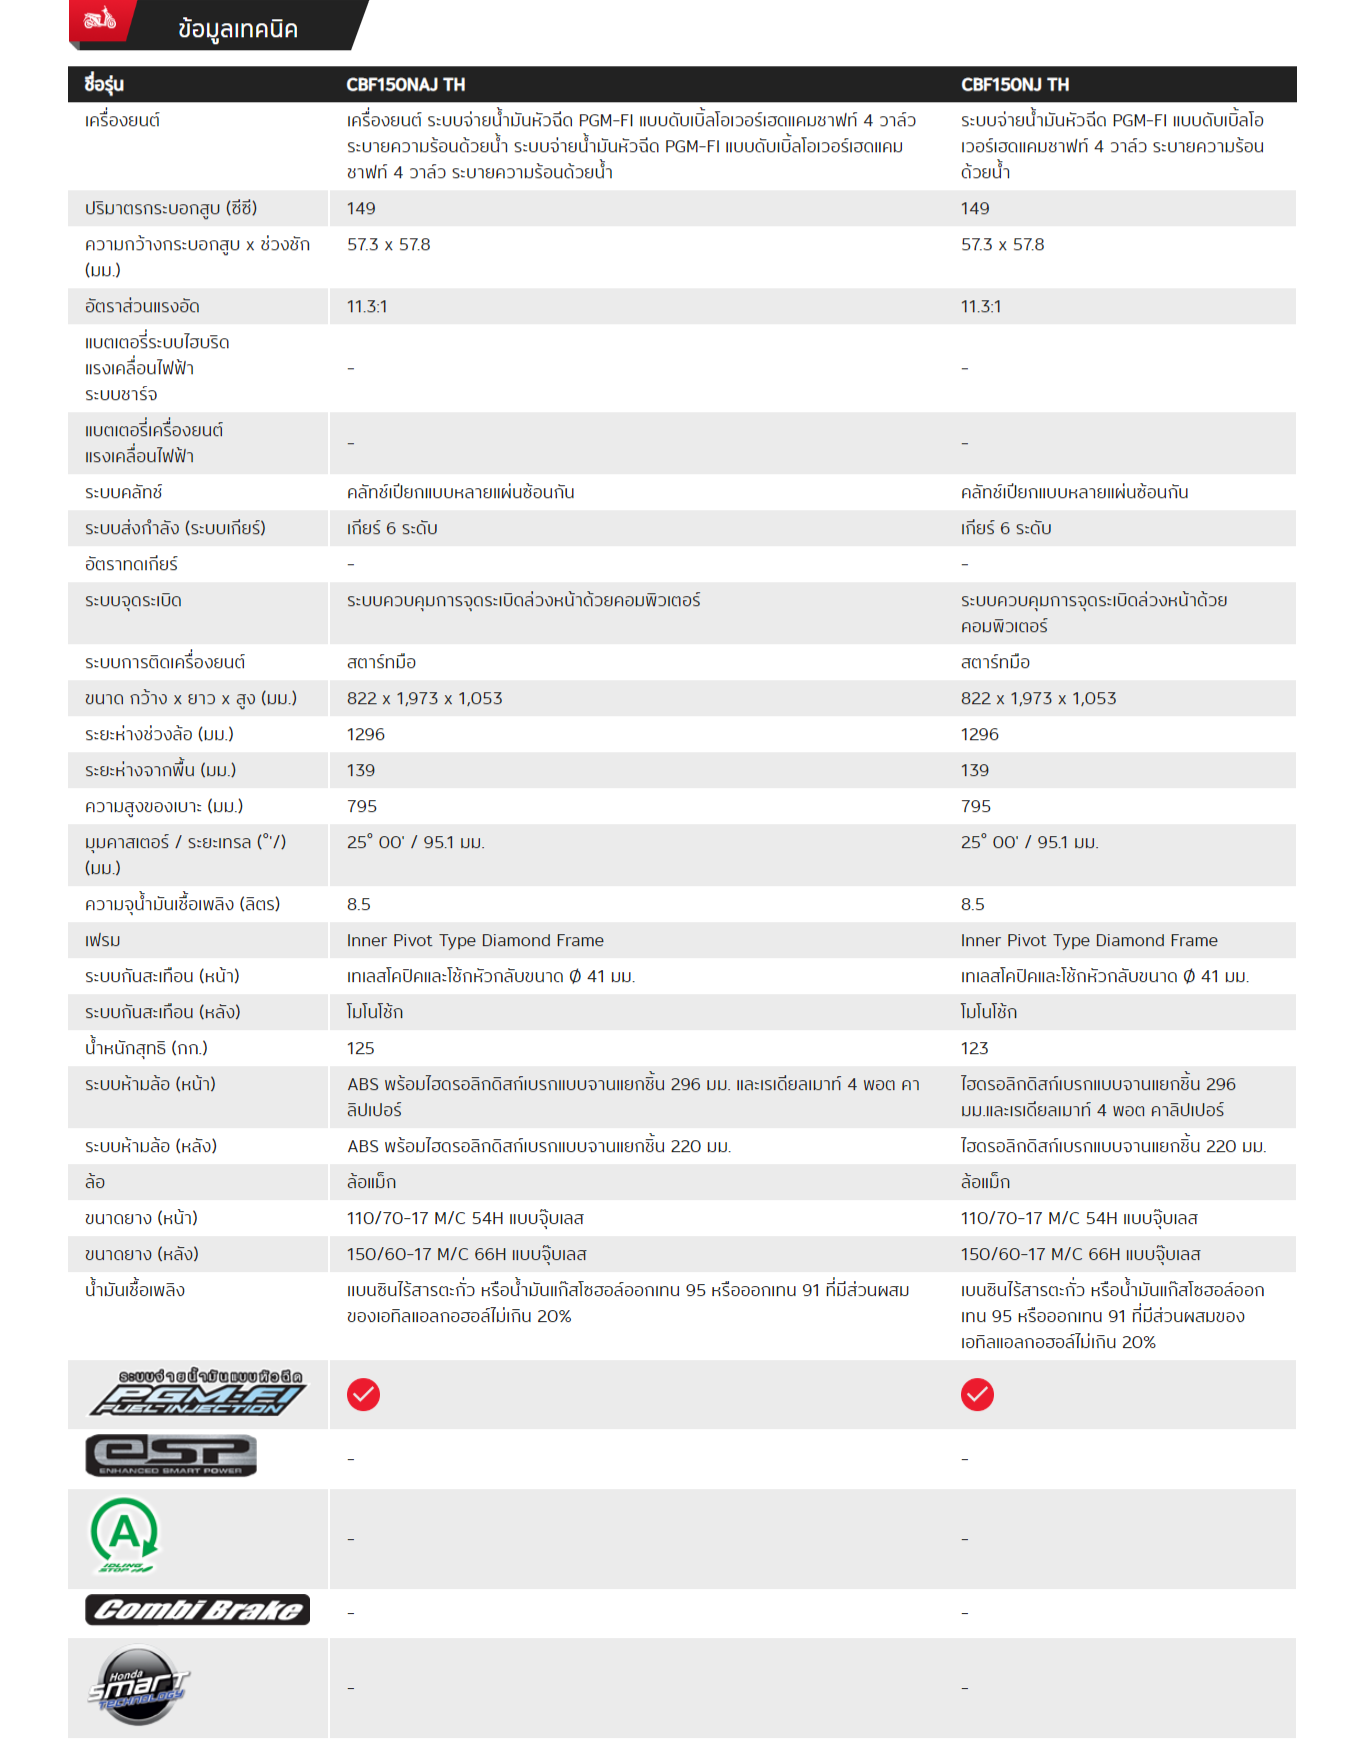 ข้อมูลเทคนิค
ชื่อรุ่น CBF150NAJ TH CBF150NJ TH
เครื่องยนต์ เครื่องยนต์ ระบบจ่ายน้ำมันหัวฉีด PGM-FI แบบดับเบิ้ลโอเวอร์เฮดแคมชาฟท์ 4 วาล์ว ระบบจ่ายน้ำมันหัวฉีด PGM-FI แบบดับเบิ้ลโอ
ระบายความร้อนด้วยน้ำ ระบบจ่ายน้ำมันหัวฉีด PGM-FI แบบดับเบิ้ลโอเวอร์เฮดแคม เวอร์เฮดแคมชาฟท์ 4 วาล์ว ระบายความร้อน
ชาฟท์ 4 วาล์ว ระบายความร้อนด้วยน้ำ ด้วยน้ำ
ปริมาตรกระบอกสูบ (ซีซี) 149 149
ความกว้างกระบอกสูบ x ช่วงชัก 57.3 x 57.8 57.3 x 57.8
(มม.)
อัตราส่วนแรงอัด 11.3:1 11.3:1
แบตเตอรี่ระบบไฮบริด
แรงเคลื่อนไฟฟ้า - -
ระบบชาร์จ
แบตเตอรี่เครื่องยนต์ - -
แรงเคลื่อนไฟฟ้า
ระบบคลัทช์ คลัทช์เปียกแบบหลายแผ่นซ้อนกัน คลัทช์เปียกแบบหลายแผ่นซ้อนกัน
ระบบส่งกำลัง (ระบบเกียร์) เกียร์ 6 ระดับ เกียร์ 6 ระดับ
อัตราทดเกียร์ - -
ระบบจุดระเบิด ระบบควบคุมการจุดระเบิดล่วงหน้าด้วยคอมพิวเตอร์ ระบบควบคุมการจุดระเบิดล่วงหน้าด้วย
คอมพิวเตอร์
ระบบการติดเครื่องยนต์ สตาร์ทมือ สตาร์ทมือ
ขนาด กว้าง x ยาว x สูง (มม.) 822 x 1,973 x 1,053 822 x 1,973 x 1,053
ระยะห่างช่วงล้อ (มม.) 1296 1296
ระยะห่างจากพื้น (มม.) 139 139
ความสูงของเบาะ (มม.) 795 795
มุมคาสเตอร์ / ระยะเทรล (°'/) 25° 00' / 95.1 มม. 25° 00' / 95.1 มม.
(มม.)
ความจุน้ำมันเชื้อเพลิง (ลิตร) 8.5 8.5
เฟรม Inner Pivot Type Diamond Frame Inner Pivot Type Diamond Frame
ระบบกันสะเทือน (หน้า) เทเลสโคปิคและโช้กหัวกลับขนาด Ø 41 มม. เทเลสโคปิคและโช้กหัวกลับขนาด Ø 41 มม.
ระบบกันสะเทือน (หลัง) โมโนโช้ก โมโนโช้ก
น้ำหนักสุทธิ (กก.) 125 123
ระบบห้ามล้อ (หน้า) ABS พร้อมไฮดรอลิกดิสก์เบรกแบบจานแยกชิ้น 296 มม. และเรเดียลเมาท์ 4 พอต คา ไฮดรอลิกดิสก์เบรกแบบจานแยกชิ้น 296
ลิปเปอร์ มม.และเรเดียลเมาท์ 4 พอต คาลิปเปอร์
ระบบห้ามล้อ (หลัง) ABS พร้อมไฮดรอลิกดิสก์เบรกแบบจานแยกชิ้น 220 มม. ไฮดรอลิกดิสก์เบรกแบบจานแยกชิ้น 220 มม.
ล้อ ล้อแม็ก ล้อแม็ก
ขนาดยาง (หน้า) 110/70-17 M/C 54H แบบจุ๊บเลส 110/70-17 M/C 54H แบบจุ๊บเลส
ขนาดยาง (หลัง) 150/60-17 M/C 66H แบบจุ๊บเลส 150/60-17 M/C 66H แบบจุ๊บเลส
น้ำมันเชื้อเพลิง แบนซินไร้สารตะกั่ว หรือน้ำมันแก๊สโซฮอล์ออกเทน 95 หรือออกเทน 91 ที่มีส่วนผสม เบนซินไร้สารตะกั่ว หรือน้ำมันแก๊สโซฮอล์ออก
ของเอทิลแอลกอฮอล์ไม่เกิน 20% เทน 95 หรือออกเทน 91 ที่มีส่วนผสมของ
เอทิลแอลกอฮอล์ไม่เกิน 20%
ระบบจ่ายน้ำมันแบบหัวฉีด
PGM-FI
FUEL INJECTION
eSP - -
ENHANCED SMART POWER
A - -
IDLING
STOP
Combi Brake - -
Honda
smart - -
TECHNOLOGY